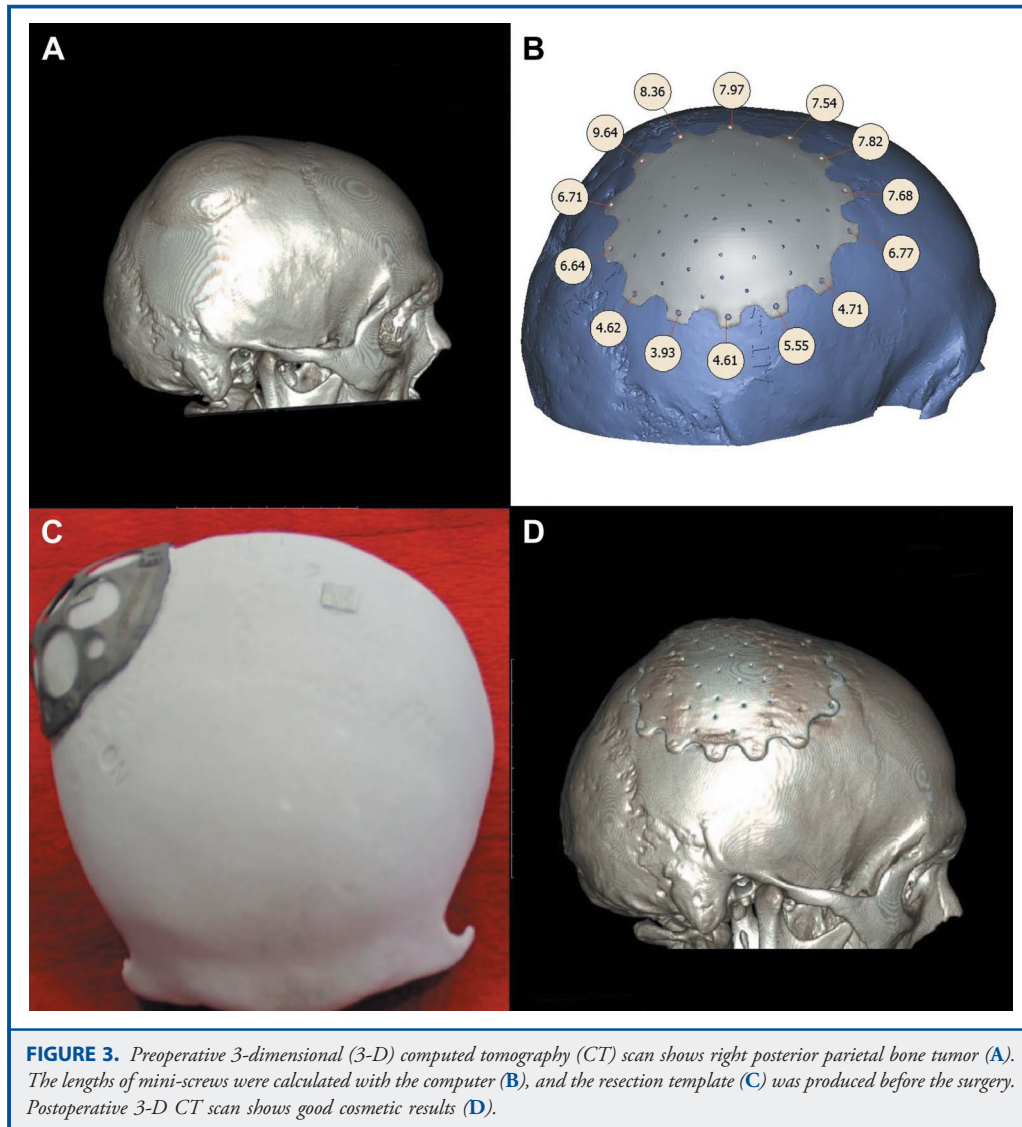 A
B
8.36
7.97
7.54
9.64
7.82
6.71
7.68
6.64
6.77
4.62
4.71
3.93
4.61
5.55
C
D
FIGURE 3. Preoperative 3-dimensional (3-D) computed tomography (CT) scan shows right posterior parietal bone tumor (A).
The lengths of mini-screws were calculated with the computer (B), and the resection template (C) was produced before the surgery.
Postoperative 3-D CT scan shows good cosmetic results (D).